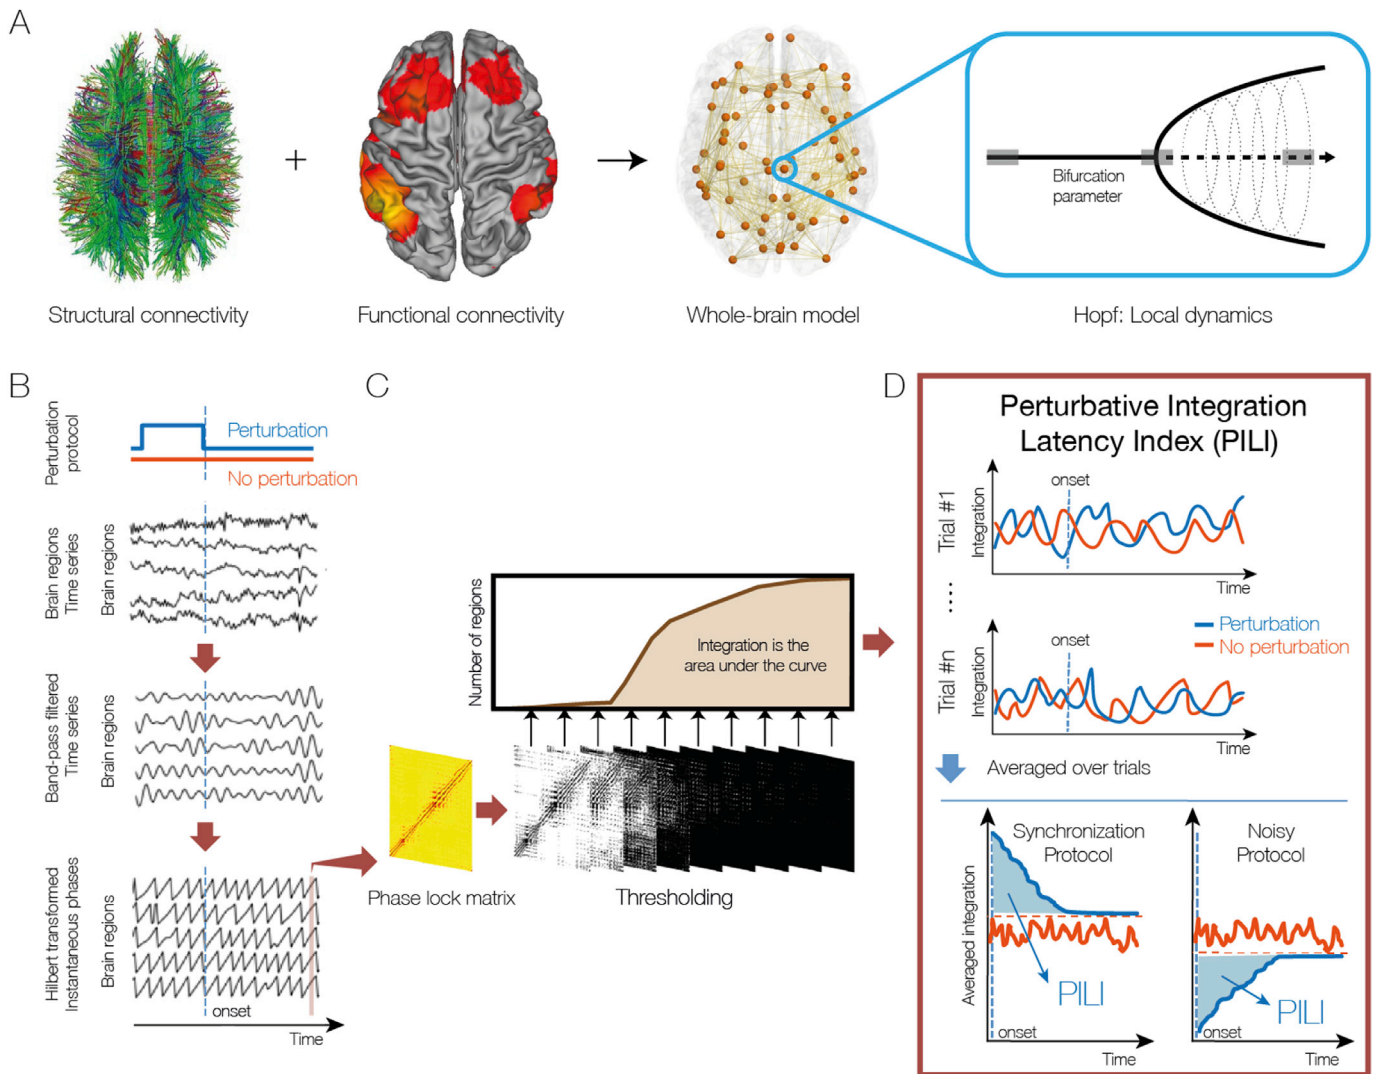 A
+
Structural connectivity
Functional connectivity
Whole-brain model
Bifurcation
parameter
Hopf: Local dynamics
B
Perturbation
protocol
Perturbation
No perturbation
Brain regions
Time series
Brain regions
Band-pass filtered
Time series
Brain regions
Hilbert transformed
Instantaneous phases
Brain regions
onset
Time
C
Number of regions
Integration is the
area under the curve
Phase lock matrix
Thresholding
D
Perturbative Integration
Latency Index (PILI)
Trial #1
Integration
onset
Time
....
Trial #n
Integration
onset
Perturbation
No perturbation
Time
Averaged over trials
Averaged integration
Synchronization
Protocol
PILI
onset
Time
Noisy
Protocol
PILI
onset
Time